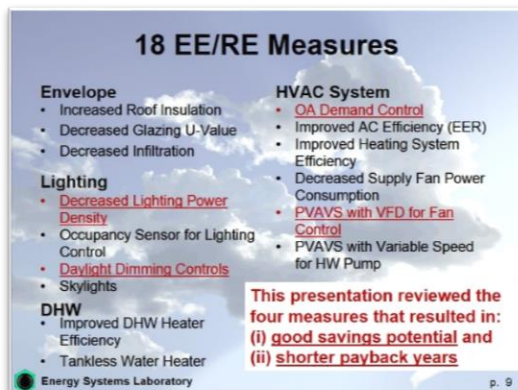 18 EE/RE Measures
Envelope
• Increased Roof Insulation
• Decreased Glazing U-Value
• Decreased Infiltration
Lighting
• Decreased Lighting Power
Density
• Occupancy Sensor for Lighting
Control
• Daylight Dimming Controls
• Skylights
DHW
• Improved DHW Heater
Efficiency
• Tankless Water Heater
HVAC System
• OA Demand Control
• Improved AC Efficiency (EER)
• Improved Heating System
Efficiency
• Decreased Supply Fan Power
Consumption
• PVAVS with VFD for Fan
Control
• PVAVS with Variable Speed
for HW Pump
This presentation reviewed the
four measures that resulted in:
(i) good savings potential and
(ii) shorter payback years
Energy Systems Laboratory
p. 9